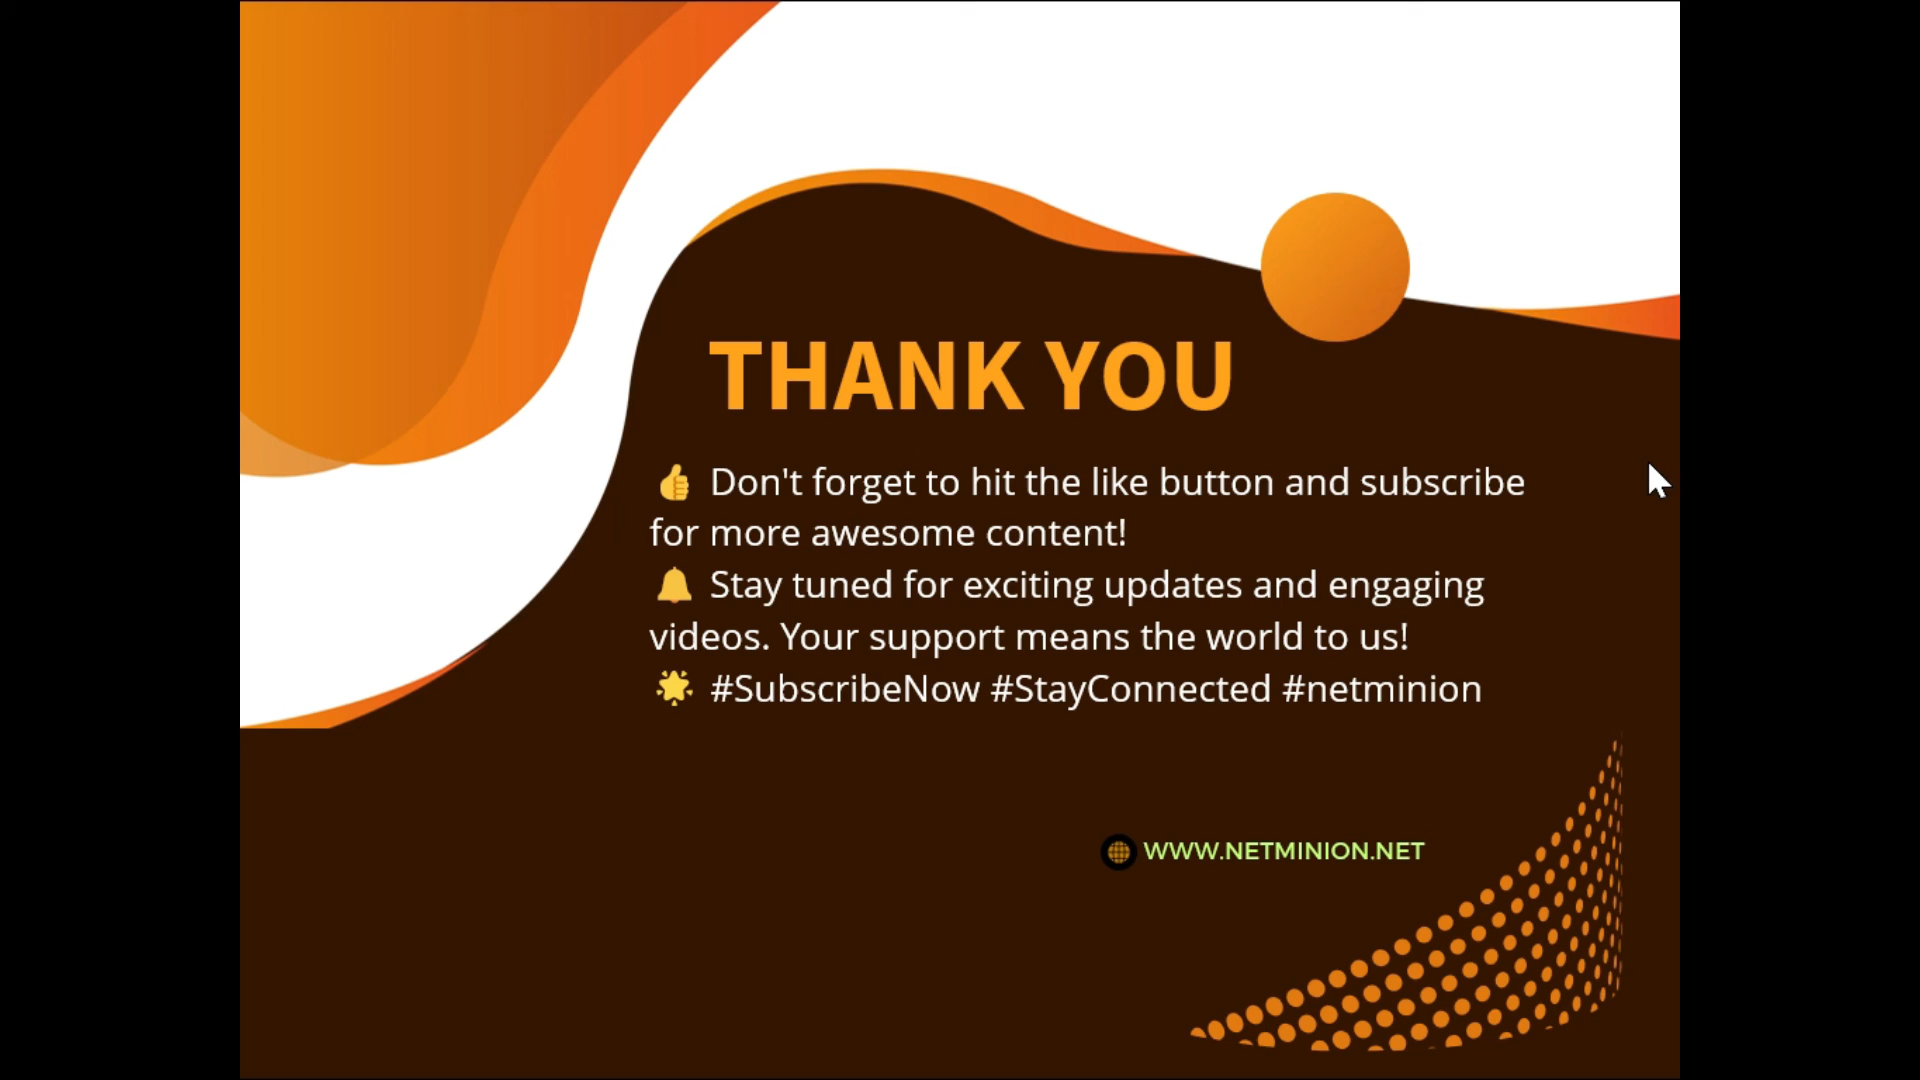 THANK YOU
👍 Don't forget to hit the like button and subscribe
for more awesome content!
🔔 Stay tuned for exciting updates and engaging
videos. Your support means the world to us!
🌟 #SubscribeNow #StayConnected #netminion
WWW.NETMINION.NET